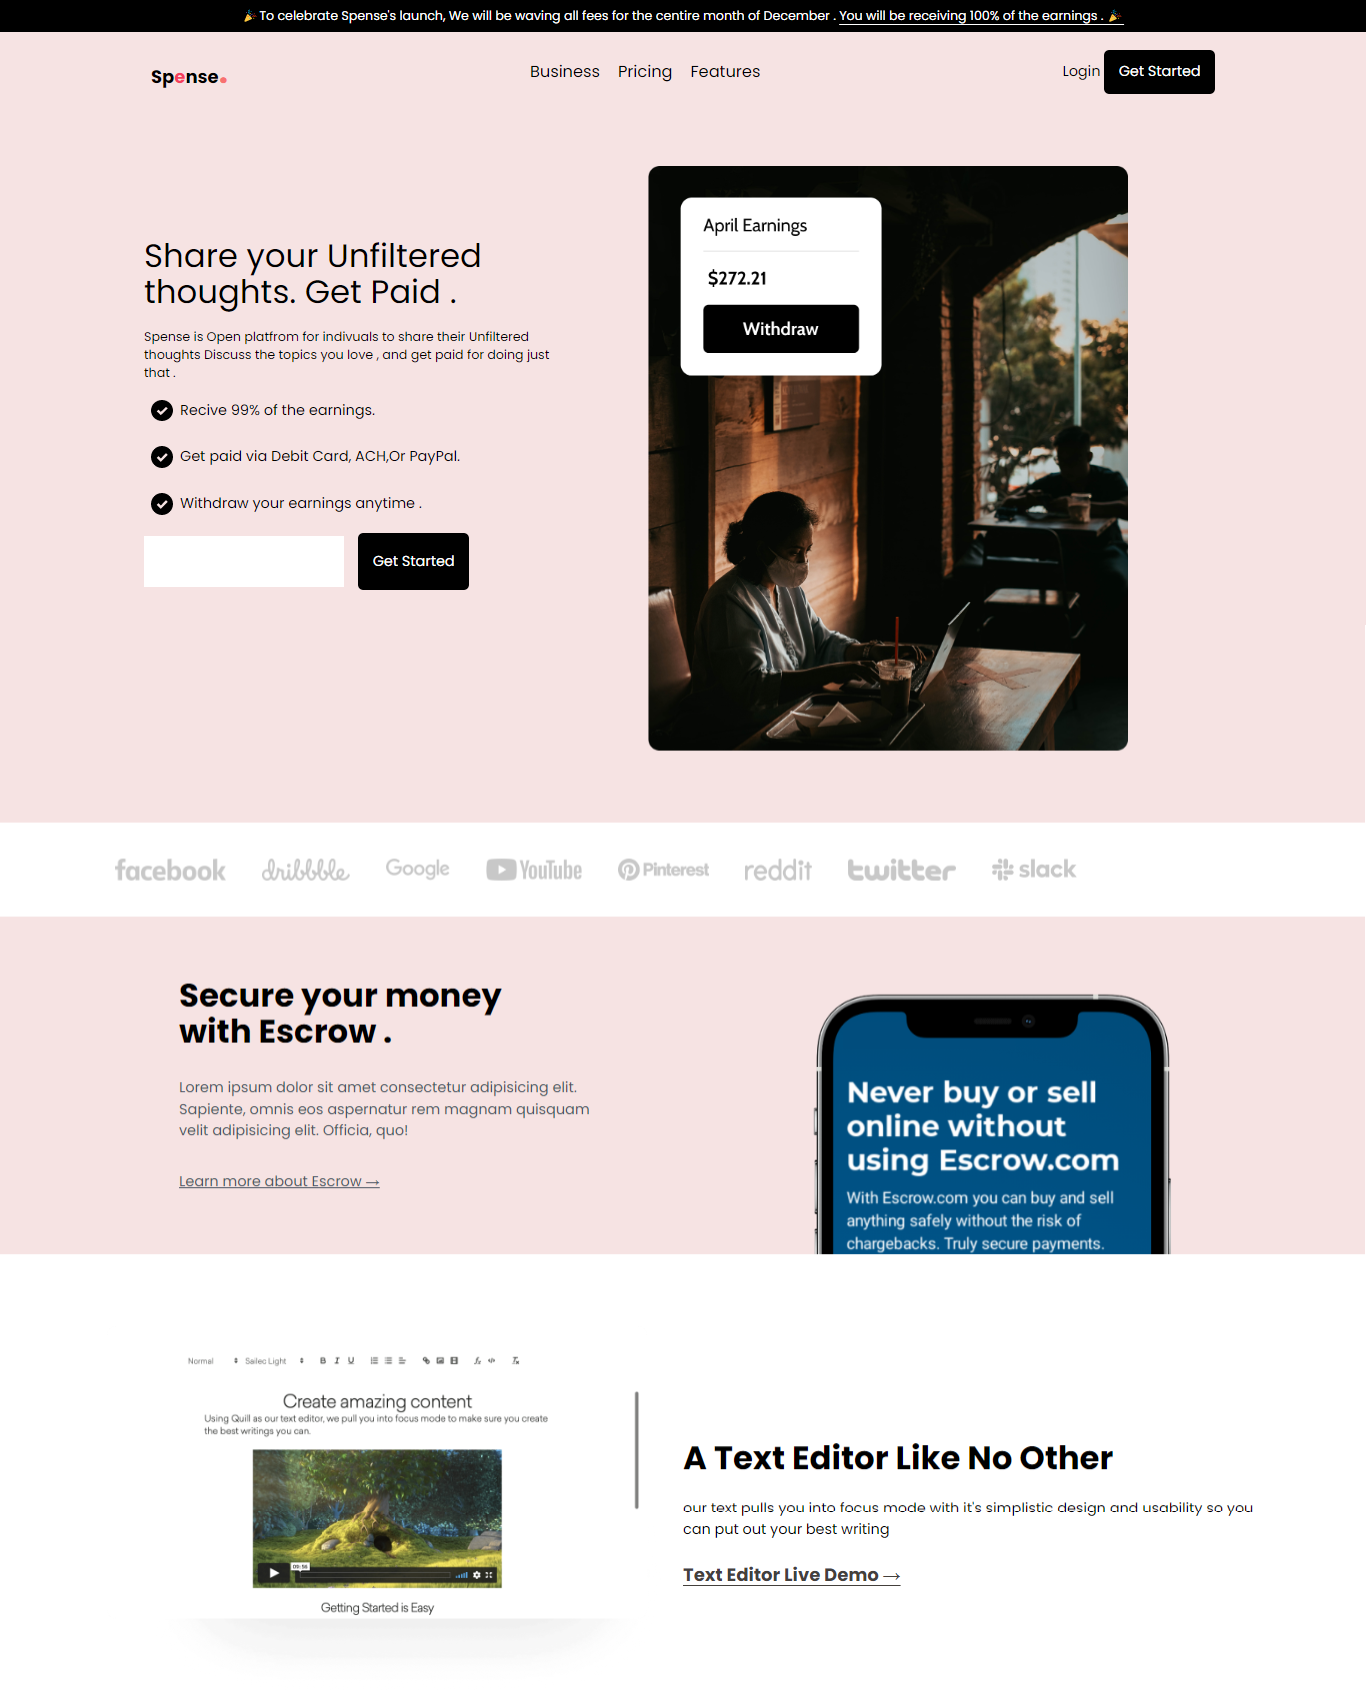 🎉 To celebrate Spense's launch, We will be waving all fees for the centire month of December . You will be receiving 100% of the earnings . 🎉
Spense.
Business Pricing Features
Login Get Started
April Earnings
$272.21
Withdraw
Share your Unfiltered
thoughts. Get Paid .
Spense is Open platfrom for indivuals to share their Unfiltered
thoughts Discuss the topics you love , and get paid for doing just
that .
Recive 99% of the earnings.
Get paid via Debit Card, ACH,Or PayPal.
Withdraw your earnings anytime .
Get Started
facebook dribbble Google YouTube Pinterest reddit twitter slack
Secure your money
with Escrow .
Lorem ipsum dolor sit amet consectetur adipisicing elit.
Sapiente, omnis eos aspernatur rem magnam quisquam
velit adipisicing elit. Officia, quo!
Learn more about Escrow →
Never buy or sell
online without
using Escrow.com
With Escrow.com you can buy and sell
anything safely without the risk of
chargebacks. Truly secure payments.
Normal Sailec Light B I U
Create amazing content
Using Quill as our text editor, we pull you into focus mode to make sure you create
the best writings you can.
09:56
Getting Started is Easy
A Text Editor Like No Other
our text pulls you into focus mode with it's simplistic design and usability so you
can put out your best writing
Text Editor Live Demo →